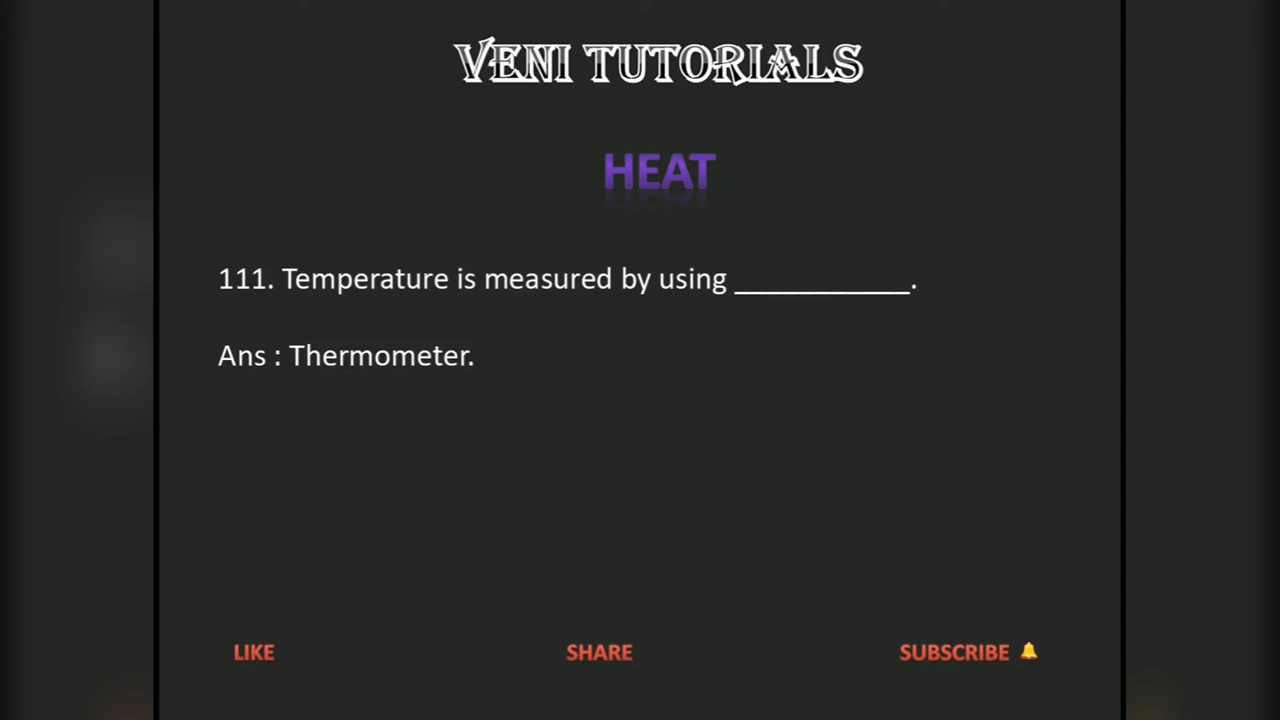 VENI TUTORIALS
HEAT
111. Temperature is measured by using ___________.
Ans : Thermometer.
LIKE SHARE SUBSCRIBE 🔔